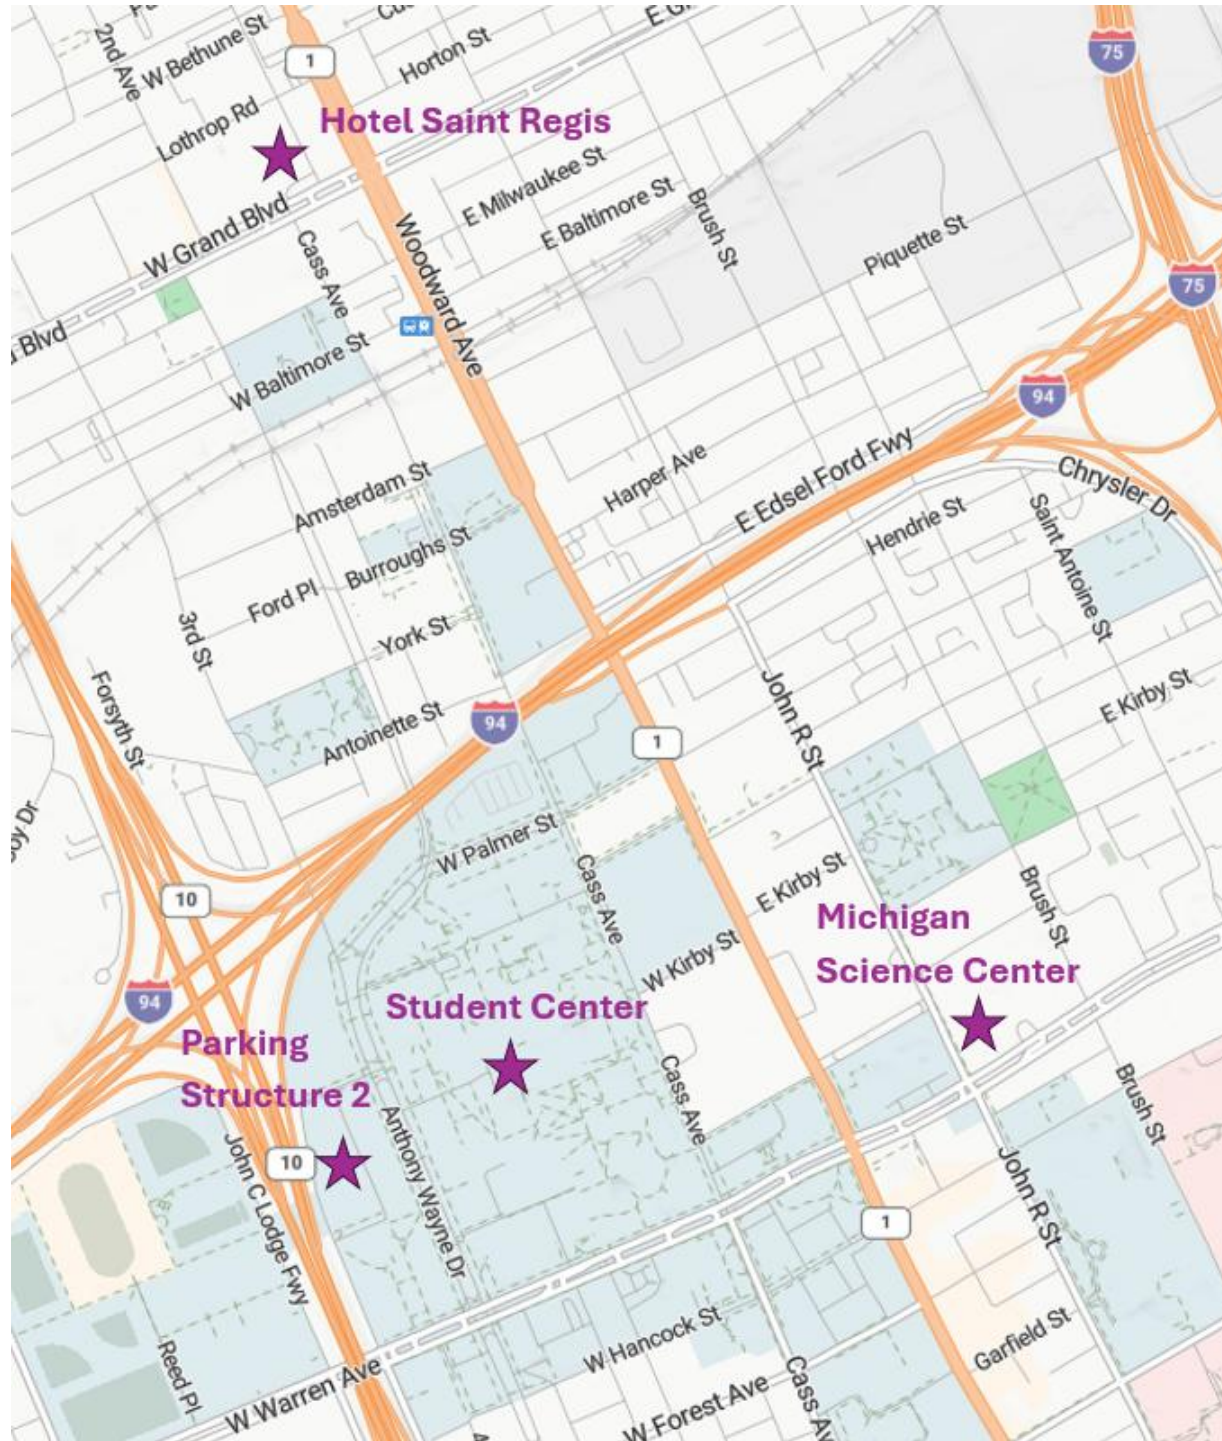 2nd Ave
W Bethune St
Horton St
1
75
Lothrop Rd
Hotel Saint Regis
E Milwaukee St
E Baltimore St
Brush St
W Grand Blvd
Cass Ave
Woodward Ave
Piquette St
75
Blvd
W Baltimore St
94
Amsterdam St
Harper Ave
E Edsel Ford Fwy
Chrysler Dr
Burroughs St
Hendrie St
Saint Antoine St
Ford Pl
York St
3rd St
Forsyth St
Antoinette St
94
1
John R St
E Kirby St
oy Dr
W Palmer St
Cass Ave
E Kirby St
10
Brush St
W Kirby St
Michigan
Science Center
94
Student Center
Parking
Structure 2
Cass Ave
Brush St
Anthony Wayne Dr
John C Lodge Fwy
10
John R St
1
W Hancock St
Garfield St
Reed Pl
W Warren Ave
W Forest Ave
Cass Av